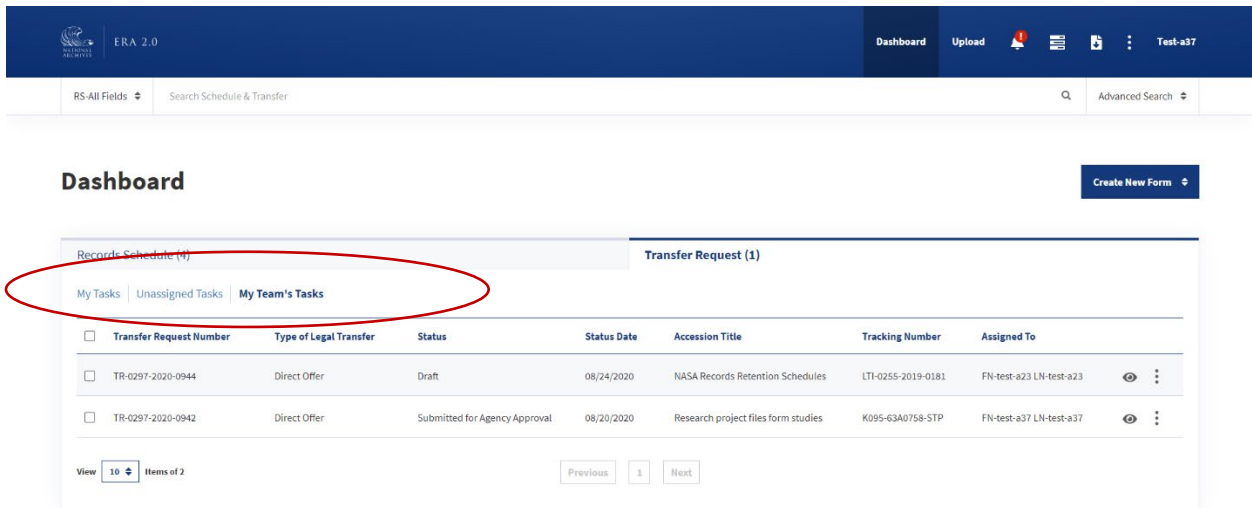 NATIONAL ARCHIVES
ERA 2.0
Dashboard Upload ! Test-a37
RS-All Fields Search Schedule & Transfer Advanced Search
Dashboard
Create New Form
Records Schedule (4) Transfer Request (1)
My Tasks Unassigned Tasks My Team's Tasks
Transfer Request Number Type of Legal Transfer Status Status Date Accession Title Tracking Number Assigned To
TR-0297-2020-0944 Direct Offer Draft 08/24/2020 NASA Records Retention Schedules LTI-0255-2019-0181 FN-test-a23 LN-test-a23
TR-0297-2020-0942 Direct Offer Submitted for Agency Approval 08/20/2020 Research project files form studies K095-63A0758-STP FN-test-a37 LN-test-a37
View 10 Items of 2 Previous 1 Next